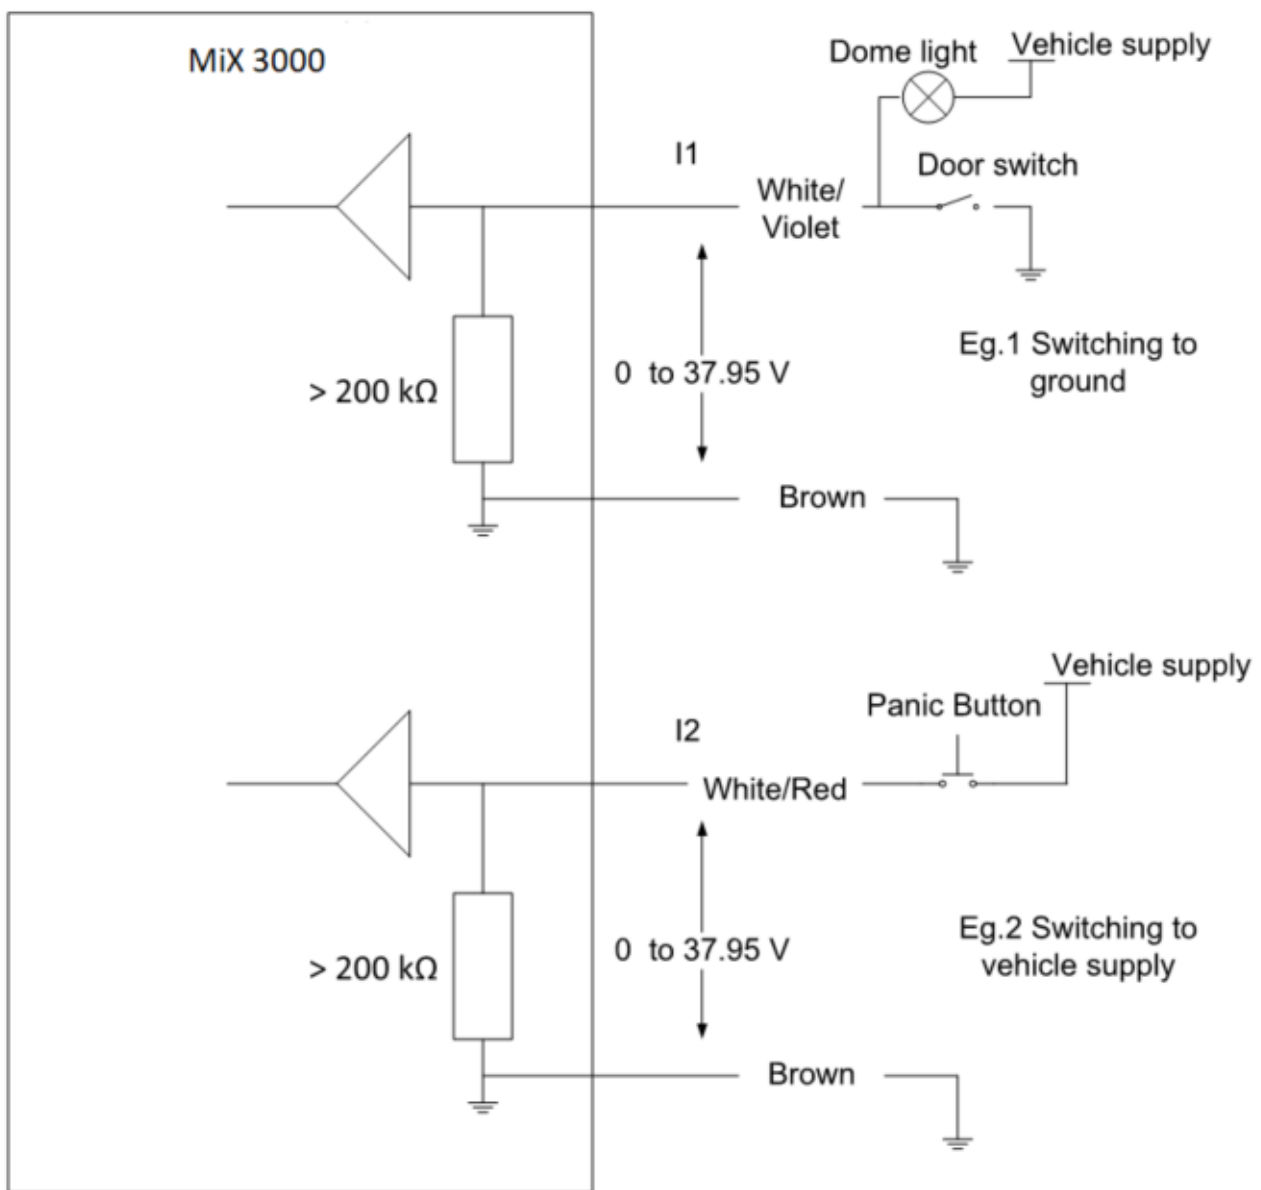 MiX 3000
Dome light
Vehicle supply
I1
White/
Violet
Door switch
> 200 kΩ
0 to 37.95 V
Eg.1 Switching to
ground
Brown
Vehicle supply
Panic Button
I2
White/Red
> 200 kΩ
0 to 37.95 V
Eg.2 Switching to
vehicle supply
Brown